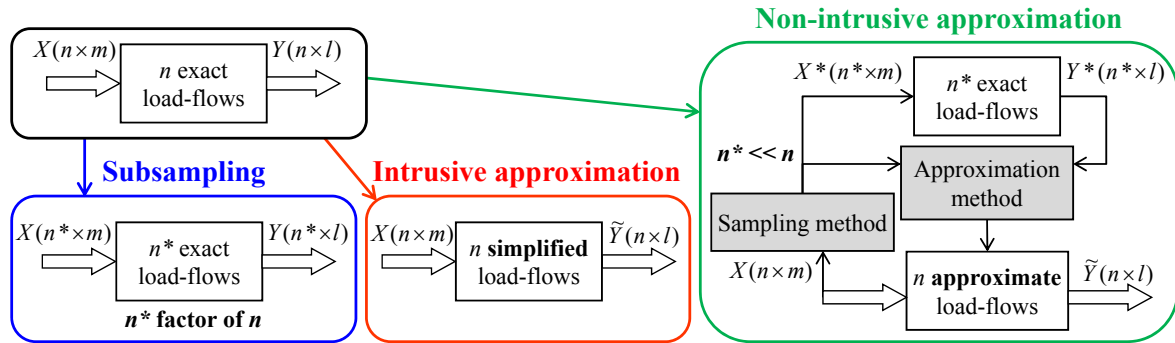 Non-intrusive approximation
X(n×m)
Y(n×l)
n exact
load-flows
Subsampling
X(n*×m)
Y(n*×l)
n* exact
load-flows
n* factor of n
Intrusive approximation
X(n×m)
Ỹ(n×l)
n simplified
load-flows
X*(n*×m)
Y*(n*×l)
n* exact
load-flows
n* << n
Approximation
method
Sampling method
X(n×m)
n approximate
load-flows
Ỹ(n×l)